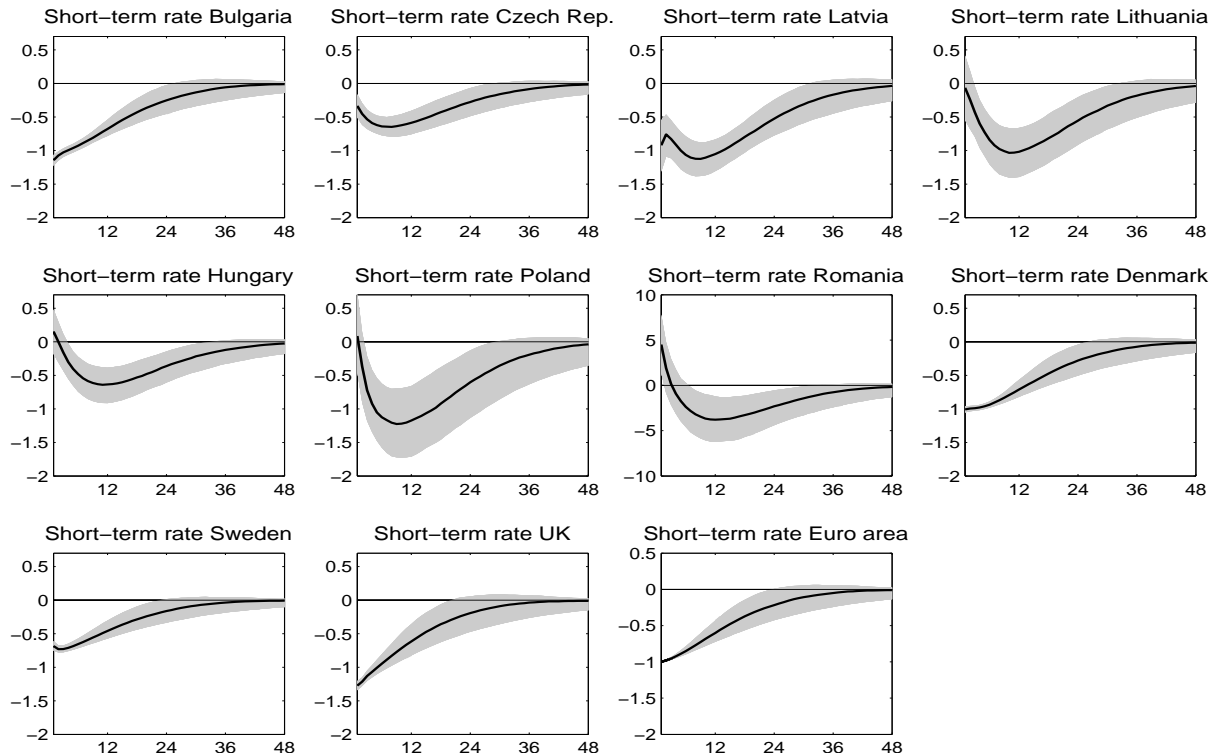 Short−term rate Bulgaria
0.5
0
−0.5
−1
−1.5
−2
12 24 36 48
Short−term rate Czech Rep.
0.5
0
−0.5
−1
−1.5
−2
12 24 36 48
Short−term rate Latvia
0.5
0
−0.5
−1
−1.5
−2
12 24 36 48
Short−term rate Lithuania
0.5
0
−0.5
−1
−1.5
−2
12 24 36 48
Short−term rate Hungary
0.5
0
−0.5
−1
−1.5
−2
12 24 36 48
Short−term rate Poland
0.5
0
−0.5
−1
−1.5
−2
12 24 36 48
Short−term rate Romania
10
5
0
−5
−10
12 24 36 48
Short−term rate Denmark
0.5
0
−0.5
−1
−1.5
−2
12 24 36 48
Short−term rate Sweden
0.5
0
−0.5
−1
−1.5
−2
12 24 36 48
Short−term rate UK
0.5
0
−0.5
−1
−1.5
−2
12 24 36 48
Short−term rate Euro area
0.5
0
−0.5
−1
−1.5
−2
12 24 36 48